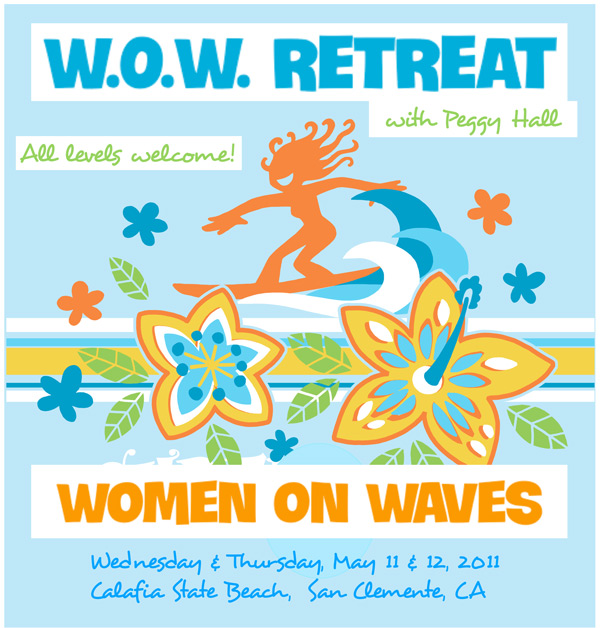 W.O.W. RETREAT
with Peggy Hall
All levels welcome!
WOMEN ON WAVES
Wednesday & Thursday, May 11 & 12, 2011
Calafia State Beach, San Clemente, CA